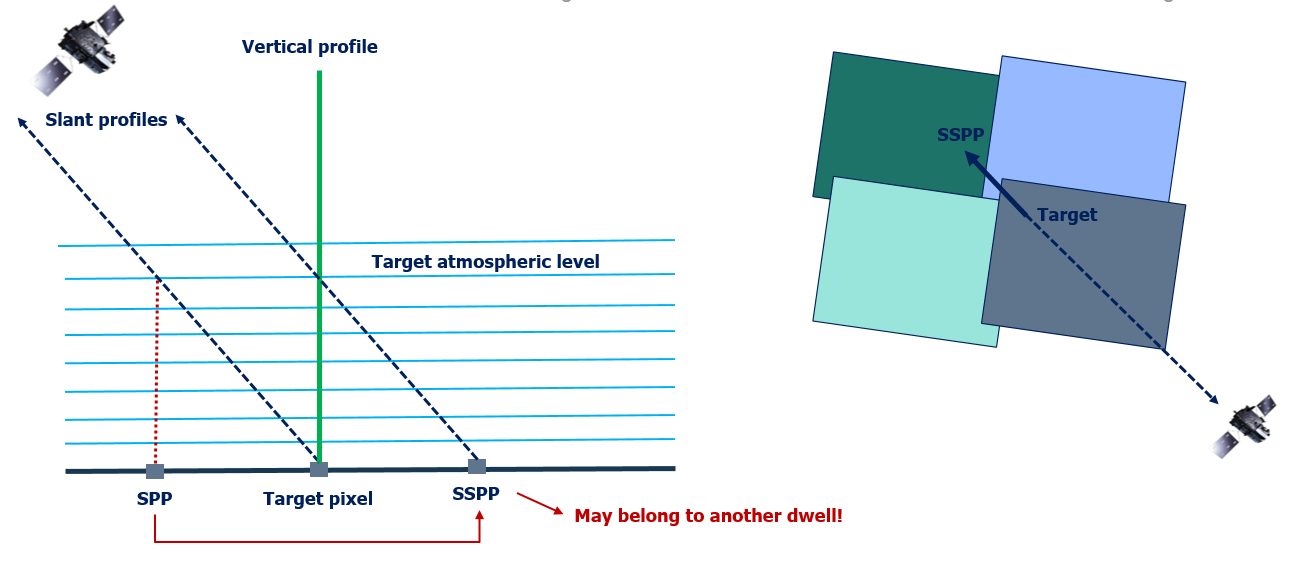 Vertical profile
Slant profiles
Target atmospheric level
SPP
Target pixel
SSPP
May belong to another dwell!
SSPP
Target